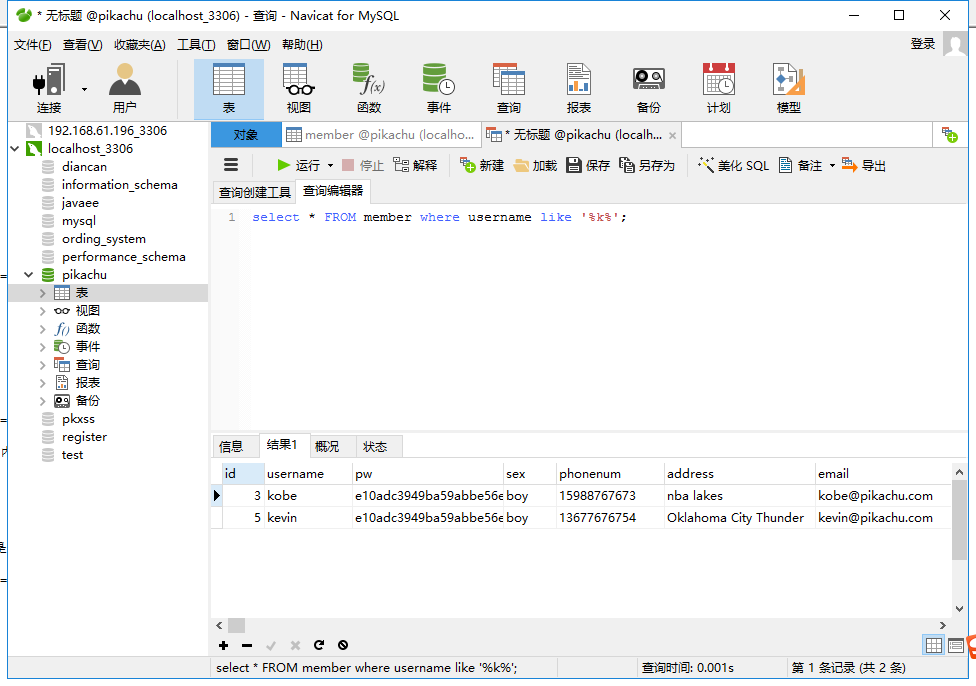 * 无标题 @pikachu (localhost_3306) - 查询 - Navicat for MySQL
文件(F) 查看(V) 收藏夹(A) 工具(T) 窗口(W) 帮助(H) 登录
连接 用户 表 视图 函数 事件 查询 报表 备份 计划 模型
192.168.61.196_3306
localhost_3306
diancan
information_schema
javaee
mysql
ording_system
performance_schema
pikachu
表
视图
函数
事件
查询
报表
备份
pkxss
register
test
对象 member @pikachu (localho... * 无标题 @pikachu (localh...
运行 停止 解释 新建 加载 保存 另存为 美化 SQL 备注 导出
查询创建工具 查询编辑器
1 select * FROM member where username like '%k%';
信息 结果1 概况 状态
id username pw sex phonenum address email
3 kobe e10adc3949ba59abbe56e boy 15988767673 nba lakes kobe@pikachu.com
5 kevin e10adc3949ba59abbe56e boy 13677676754 Oklahoma City Thunder kevin@pikachu.com
select * FROM member where username like '%k%'; 查询时间: 0.001s 第 1 条记录 (共 2 条)